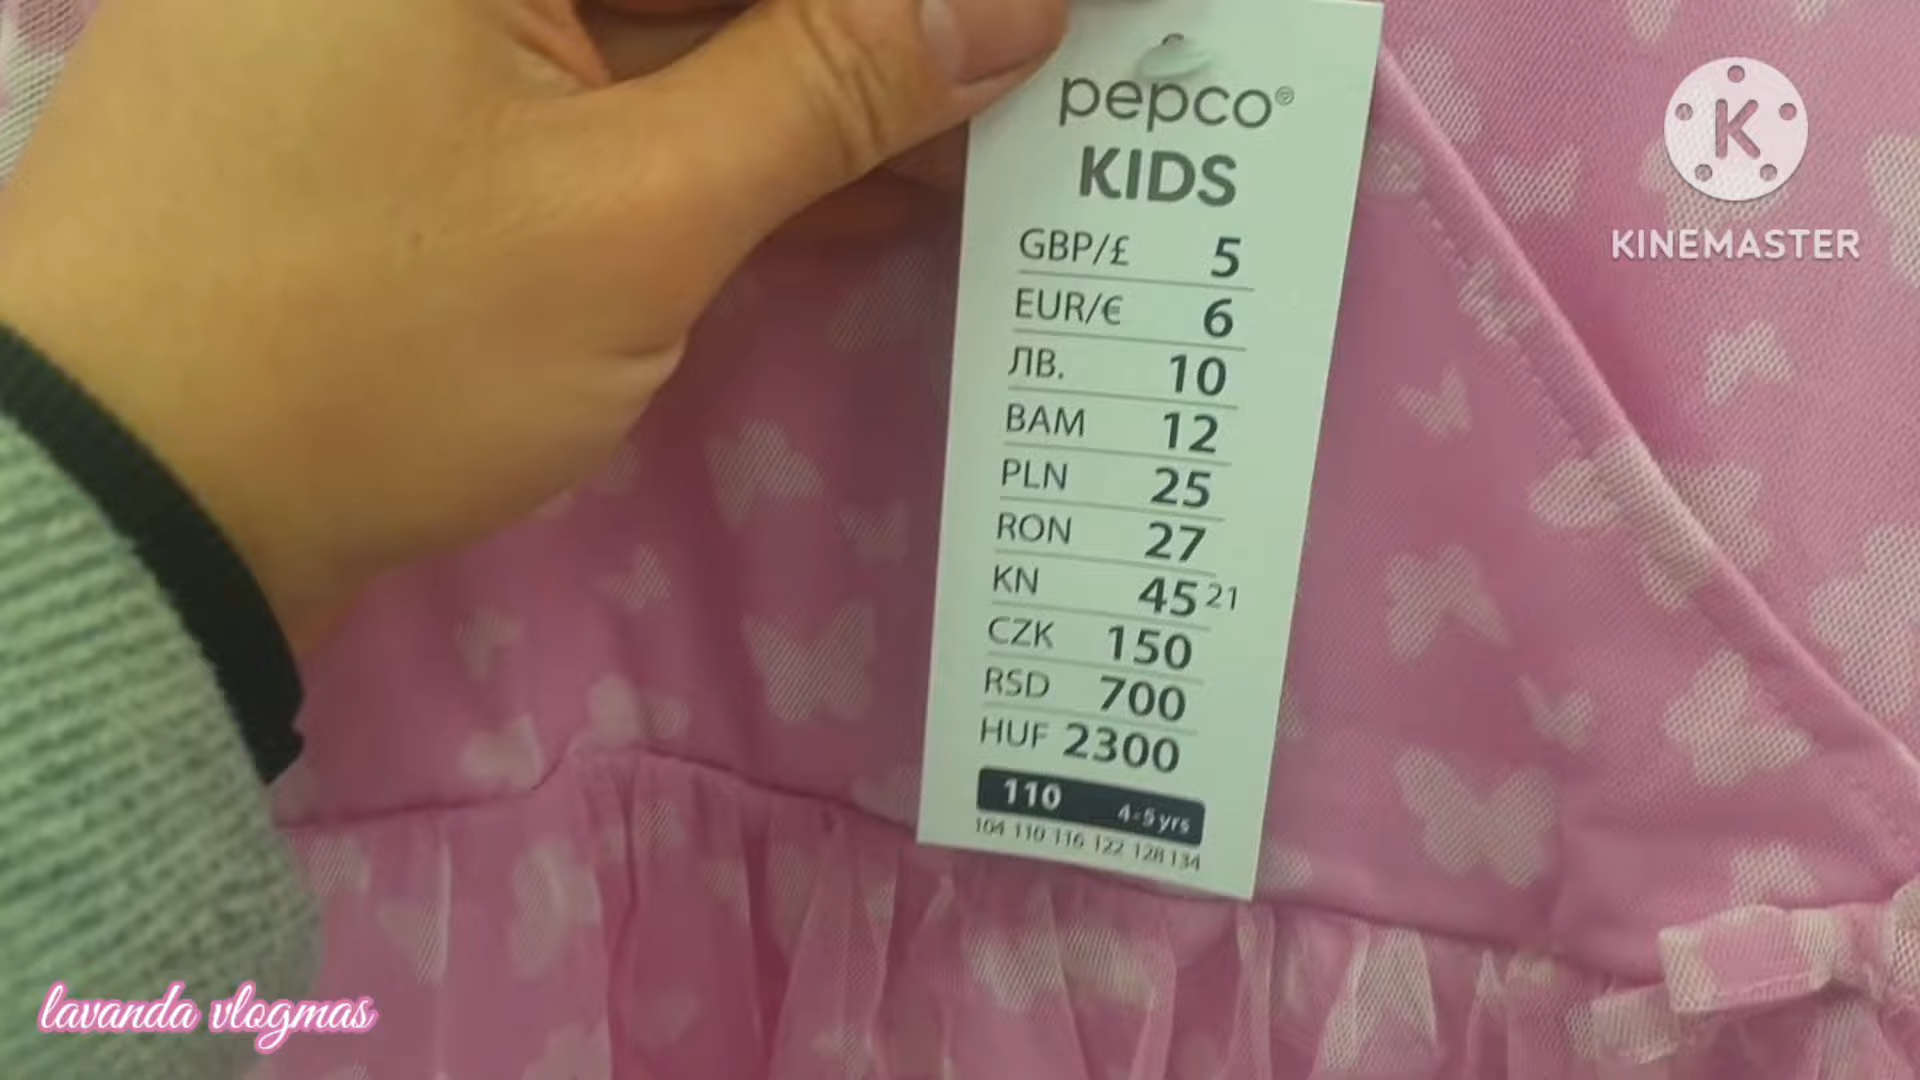 pepco®
KIDS
GBP/£ 5
EUR/€ 6
ЛВ. 10
BAM 12
PLN 25
RON 27
KN 45 21
CZK 150
RSD 700
HUF 2300
110 4-5 yrs
104 110 116 122 128 134
K
KINEMASTER
lavanda vlogmas